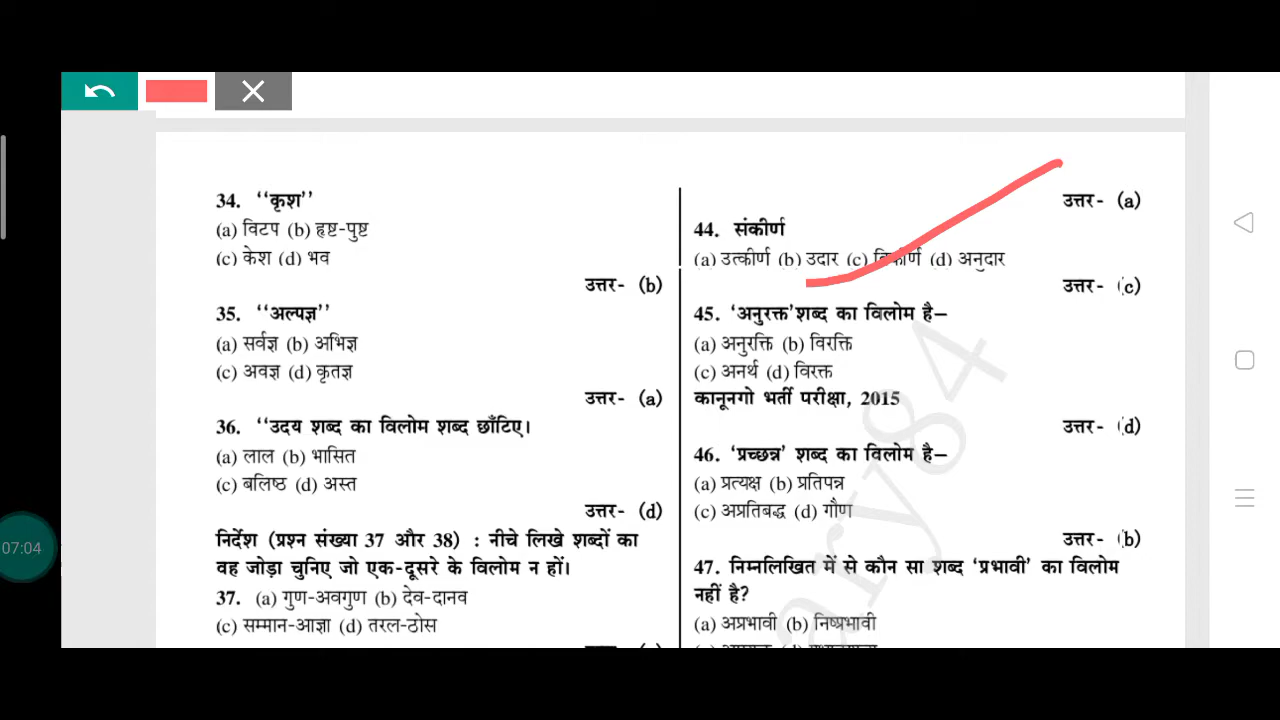 34. ‘‘कृश’’
(a) विटप (b) हृष्ट-पुष्ट
(c) केश (d) भव
उत्तर- (b)
35. ‘‘अल्पज्ञ’’
(a) सर्वज्ञ (b) अभिज्ञ
(c) अवज्ञ (d) कृतज्ञ
उत्तर- (a)
36. ‘‘उदय शब्द का विलोम शब्द छाँटिए।
(a) लाल (b) भासित
(c) बलिष्ठ (d) अस्त
उत्तर- (d)
निर्देश (प्रश्न संख्या 37 और 38) : नीचे लिखे शब्दों का
वह जोड़ा चुनिए जो एक-दूसरे के विलोम न हों।
37. (a) गुण-अवगुण (b) देव-दानव
(c) सम्मान-आज्ञा (d) तरल-ठोस
उत्तर- (a)
44. संकीर्ण
(a) उत्कीर्ण (b) उदार (c) विकीर्ण (d) अनुदार
उत्तर- (c)
45. ‘अनुरक्त’शब्द का विलोम है–
(a) अनुरक्ति (b) विरक्ति
(c) अनर्थ (d) विरक्त
कानूनगो भर्ती परीक्षा, 2015
उत्तर- (d)
46. ‘प्रच्छन्न’ शब्द का विलोम है–
(a) प्रत्यक्ष (b) प्रतिपन्न
(c) अप्रतिबद्ध (d) गौण
उत्तर- (b)
47. निम्नलिखित में से कौन सा शब्द ‘प्रभावी’ का विलोम
नहीं है?
(a) अप्रभावी (b) निष्प्रभावी
ary84
07:04